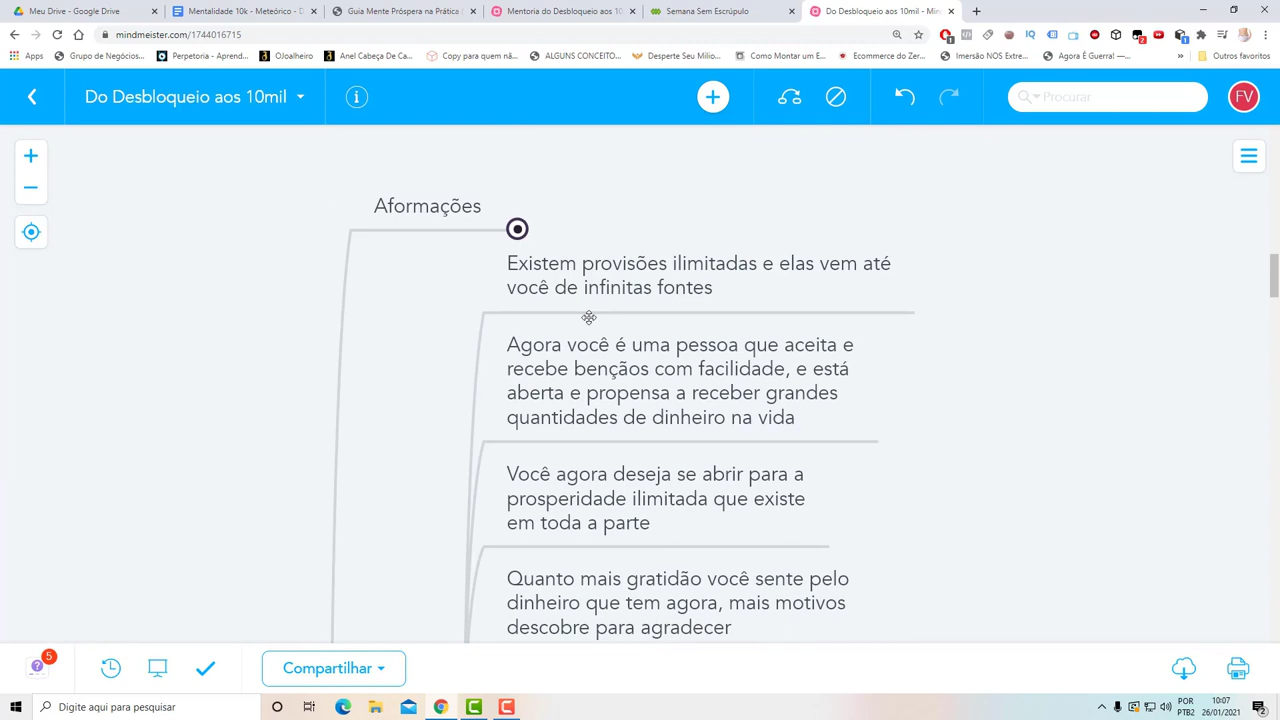 Meu Drive - Google Drive
Mentalidade 10k - Meteórico - D
Guia Mente Próspera na Prática
Mentoria do Desbloqueio aos 10
Semana Sem Escrúpulo
Do Desbloqueio aos 10mil - Min
mindmeister.com/1744016715
Apps
Grupo de Negócios...
Perpetoria - Aprend...
OJoalheiro
Anel Cabeça De Ca...
Copy para quem nã...
ALGUNS CONCEITO...
Desperte Seu Milio...
Como Montar um E...
Ecommerce do Zer...
Imersão NOS Extre...
Agora É Guerra! —...
»
Outros favoritos
Do Desbloqueio aos 10mil
Procurar
FV
Aformações
Existem provisões ilimitadas e elas vem até
você de infinitas fontes
Agora você é uma pessoa que aceita e
recebe bençãos com facilidade, e está
aberta e propensa a receber grandes
quantidades de dinheiro na vida
Você agora deseja se abrir para a
prosperidade ilimitada que existe
em toda a parte
Quanto mais gratidão você sente pelo
dinheiro que tem agora, mais motivos
descobre para agradecer
5
Compartilhar
Digite aqui para pesquisar
POR
PTB2
10:07
26/01/2021
2